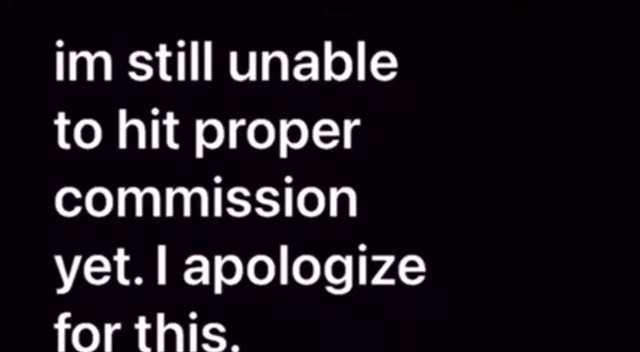 im still unable
to hit proper
commission
yet. I apologize
for this.